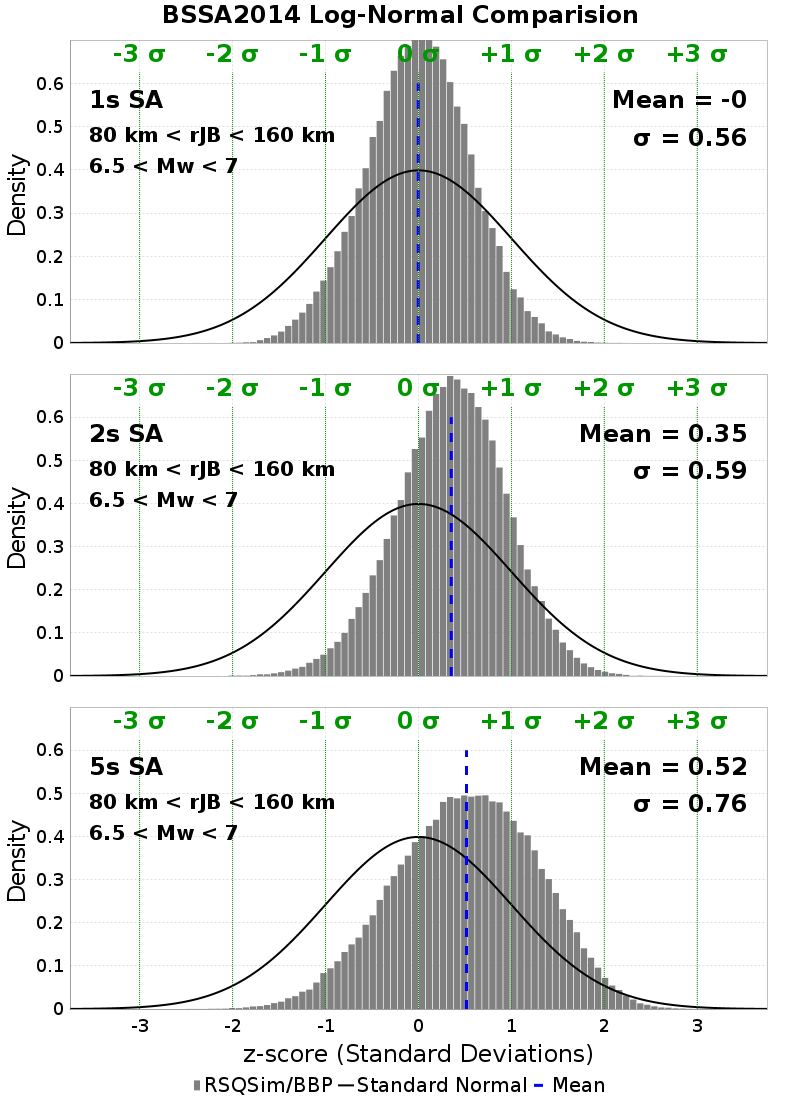 BSSA2014 Log-Normal Comparision
-3 σ -2 σ -1 σ 0 σ +1 σ +2 σ +3 σ
1s SA
Mean = -0
80 km < rJB < 160 km
σ = 0.56
6.5 < Mw < 7
Density
0.6
0.5
0.4
0.3
0.2
0.1
0
-3 σ -2 σ -1 σ 0 σ +1 σ +2 σ +3 σ
2s SA
Mean = 0.35
80 km < rJB < 160 km
σ = 0.59
6.5 < Mw < 7
Density
0.6
0.5
0.4
0.3
0.2
0.1
0
-3 σ -2 σ -1 σ 0 σ +1 σ +2 σ +3 σ
5s SA
Mean = 0.52
80 km < rJB < 160 km
σ = 0.76
6.5 < Mw < 7
Density
0.6
0.5
0.4
0.3
0.2
0.1
0
-3 -2 -1 0 1 2 3
z-score (Standard Deviations)
RSQSim/BBP Standard Normal Mean